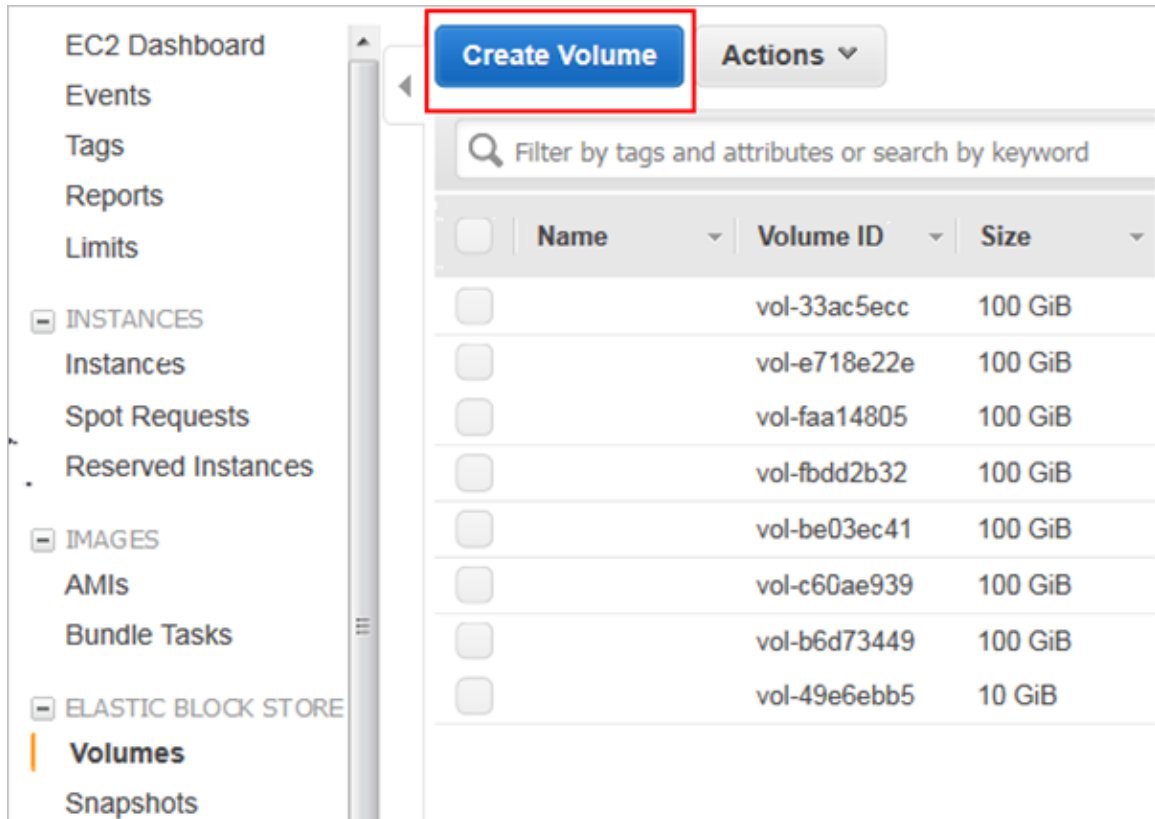 EC2 Dashboard
Events
Tags
Reports
Limits
INSTANCES
Instances
Spot Requests
Reserved Instances
IMAGES
AMIs
Bundle Tasks
ELASTIC BLOCK STORE
Volumes
Snapshots
Create Volume Actions
Filter by tags and attributes or search by keyword
Name Volume ID Size
vol-33ac5ecc 100 GiB
vol-e718e22e 100 GiB
vol-faa14805 100 GiB
vol-fbdd2b32 100 GiB
vol-be03ec41 100 GiB
vol-c60ae939 100 GiB
vol-b6d73449 100 GiB
vol-49e6ebb5 10 GiB